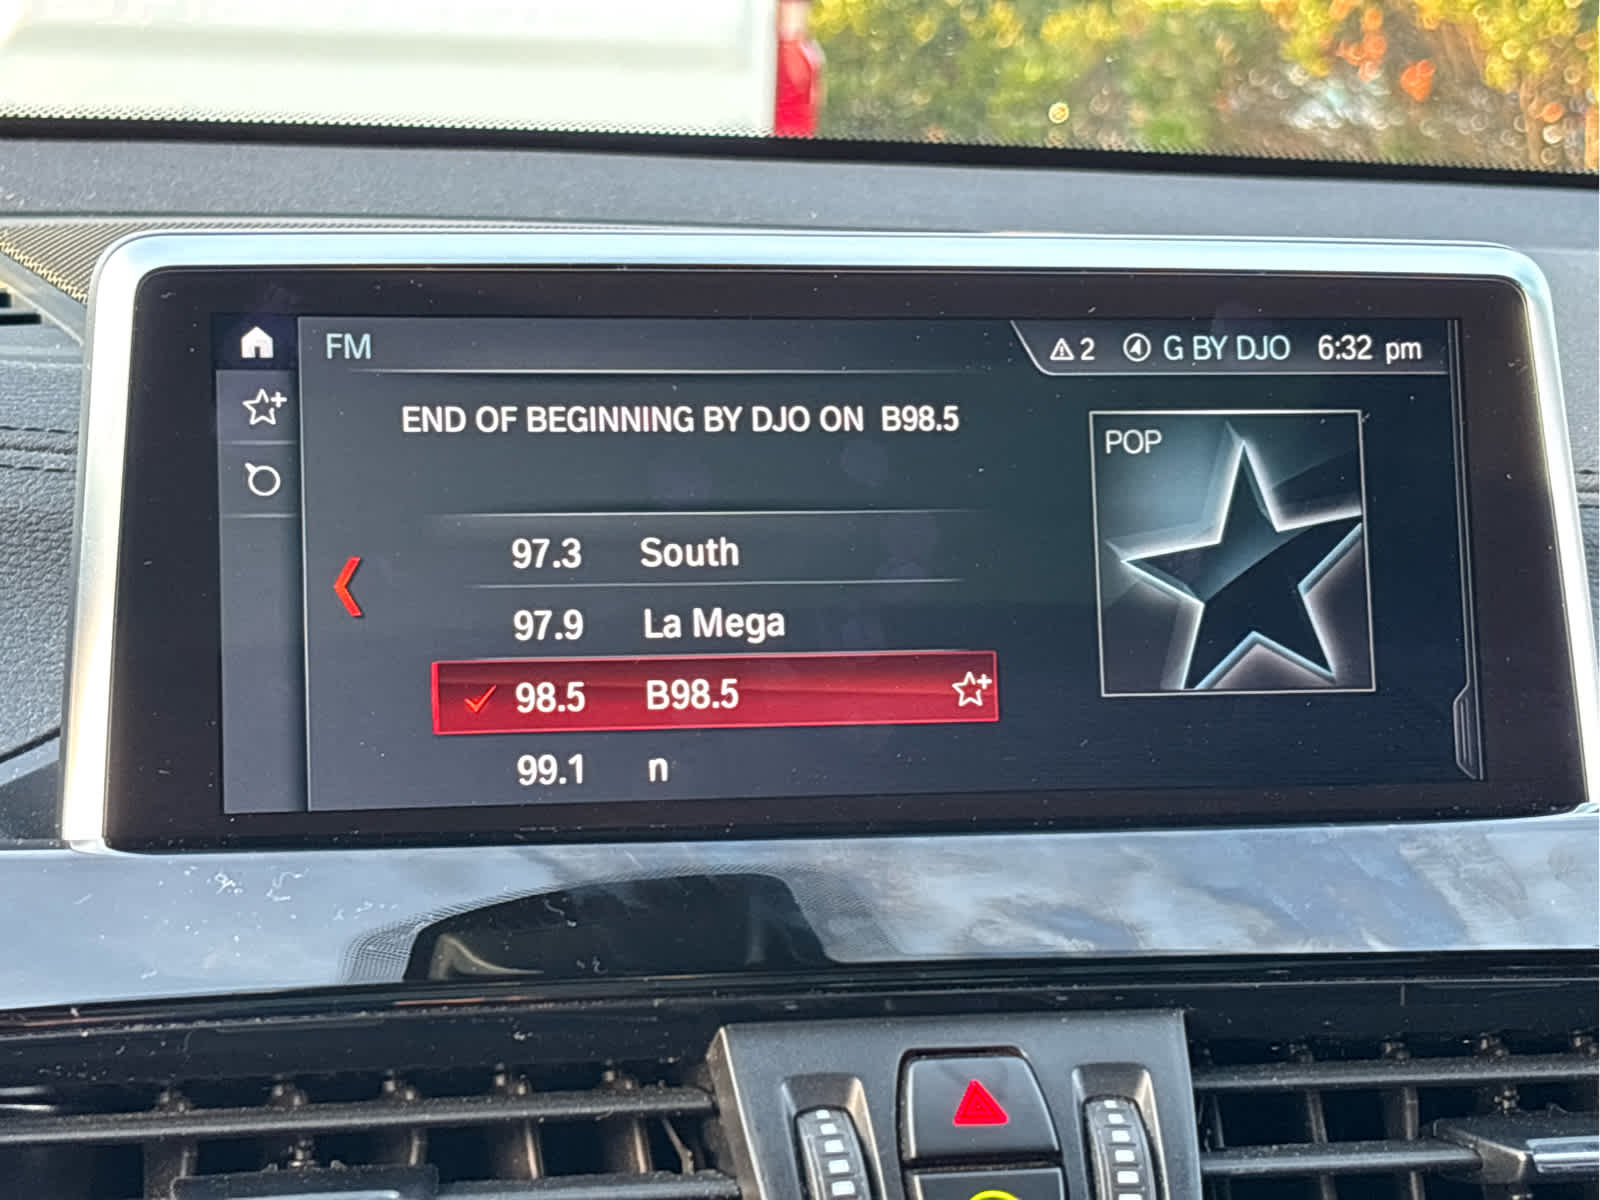 FM
2 G BY DJO 6:32 pm
END OF BEGINNING BY DJO ON B98.5
POP
97.3 South
97.9 La Mega
98.5 B98.5
99.1 n